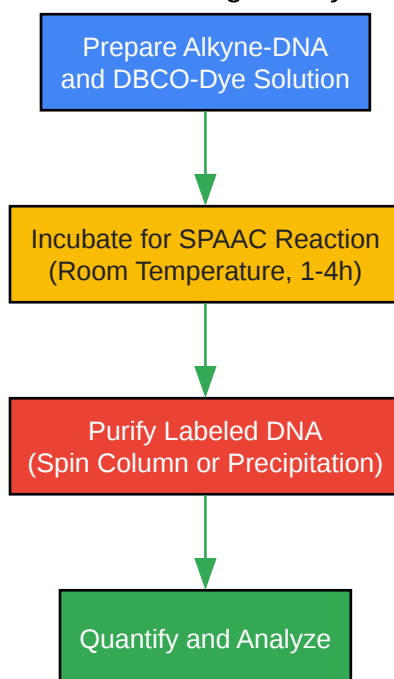 Prepare Alkyne-DNA
and DBCO-Dye Solution
Incubate for SPAAC Reaction
(Room Temperature, 1-4h)
Purify Labeled DNA
(Spin Column or Precipitation)
Quantify and Analyze